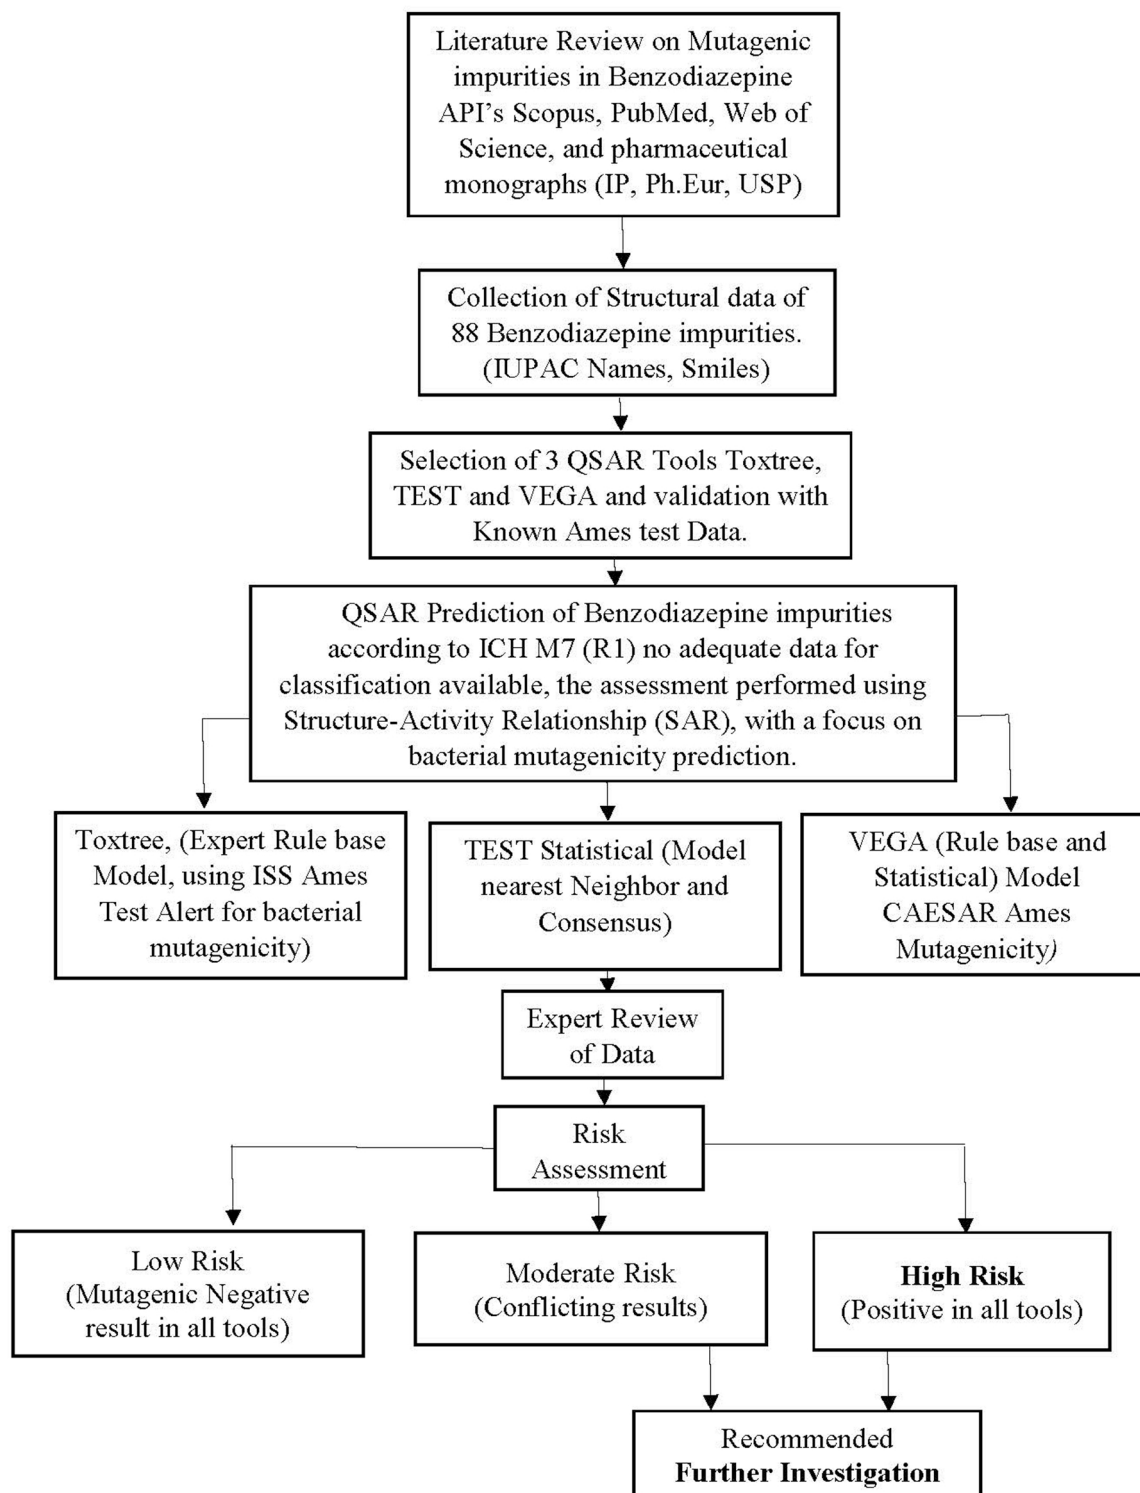 Literature Review on Mutagenic
impurities in Benzodiazepine
API's Scopus, PubMed, Web of
Science, and pharmaceutical
monographs (IP, Ph.Eur, USP)
Collection of Structural data of
88 Benzodiazepine impurities.
(IUPAC Names, Smiles)
Selection of 3 QSAR Tools Toxtree,
TEST and VEGA and validation with
Known Ames test Data.
QSAR Prediction of Benzodiazepine impurities
according to ICH M7 (R1) no adequate data for
classification available, the assessment performed using
Structure-Activity Relationship (SAR), with a focus on
bacterial mutagenicity prediction.
Toxtree, (Expert Rule base
Model, using ISS Ames
Test Alert for bacterial
mutagenicity)
TEST Statistical (Model
nearest Neighbor and
Consensus)
VEGA (Rule base and
Statistical) Model
CAESAR Ames
Mutagenicity)
Expert Review
of Data
Risk
Assessment
Low Risk
(Mutagenic Negative
result in all tools)
Moderate Risk
(Conflicting results)
High Risk
(Positive in all tools)
Recommended
Further Investigation